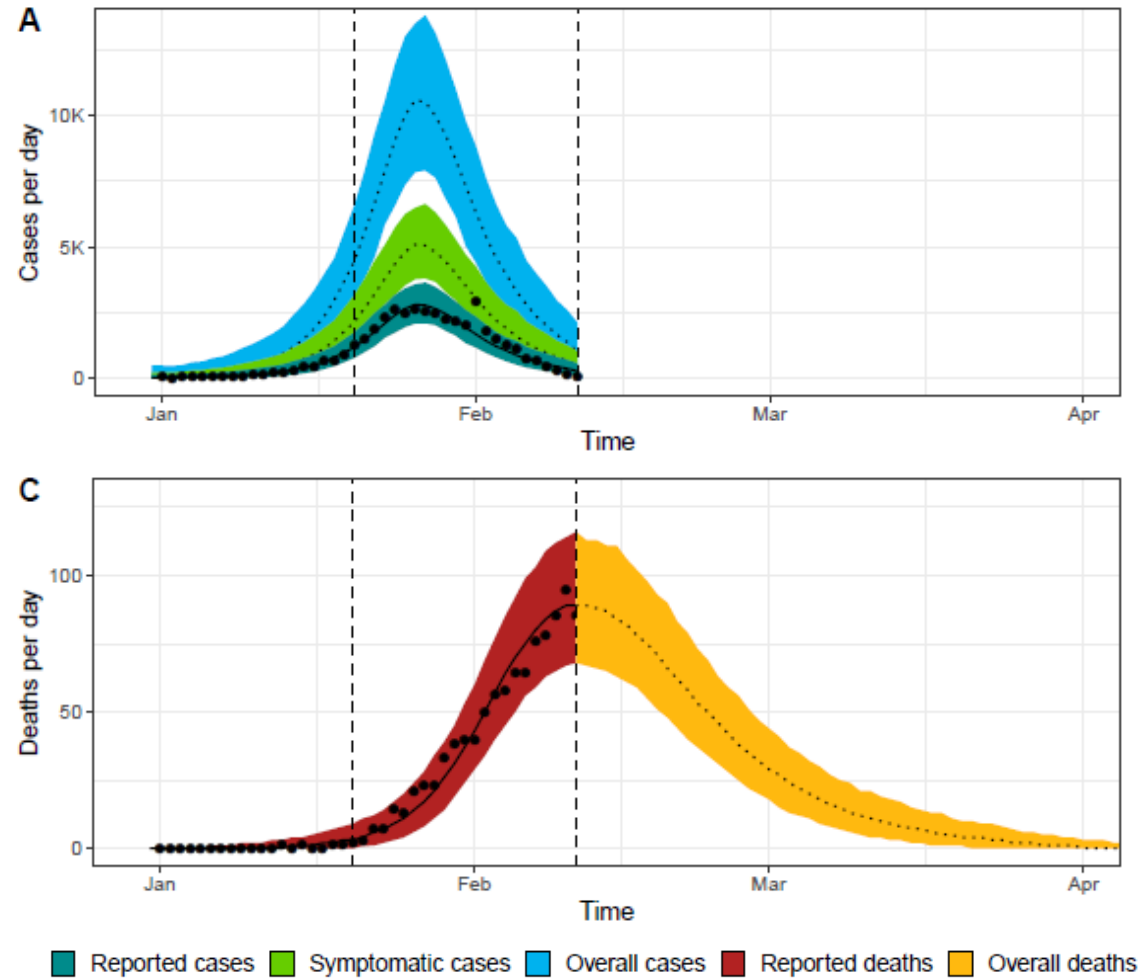 A
Cases per day
10K
5K
0
Jan Feb Mar Apr
Time
C
Deaths per day
100
50
0
Jan Feb Mar Apr
Time
Reported cases Symptomatic cases Overall cases Reported deaths Overall deaths